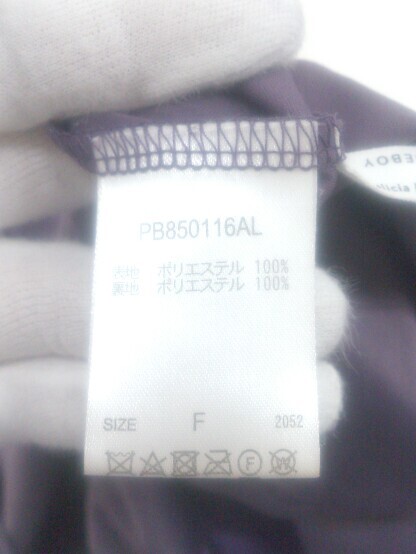 PB850116AL
表地 ポリエステル 100%
裏地 ポリエステル 100%
SIZE F 2052
F
W